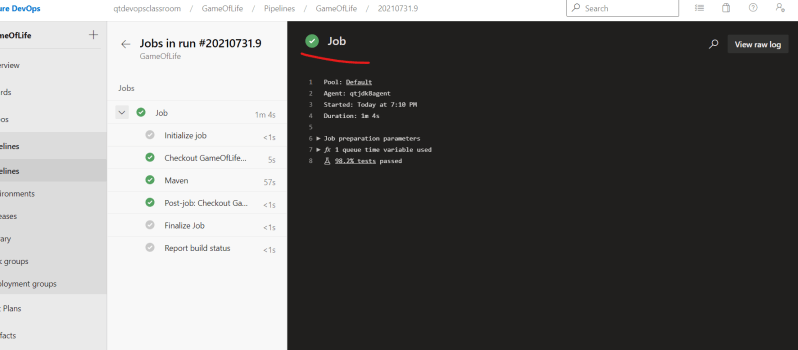 ure DevOps
qtdevopsclassroom / GameOfLife / Pipelines / GameOfLife / 20210731.9
Search
meOfLife
erview
rds
os
elines
elines
ironments
eases
ary
k groups
loyment groups
t Plans
facts
Jobs in run #20210731.9
GameOfLife
Jobs
Job 1m 4s
Initialize job <1s
Checkout GameOfLife... 5s
Maven 57s
Post-job: Checkout Ga... <1s
Finalize Job <1s
Report build status <1s
Job
View raw log
1 Pool: Default
2 Agent: qtjdk8agent
3 Started: Today at 7:10 PM
4 Duration: 1m 4s
5
6 Job preparation parameters
7 fx 1 queue time variable used
8 98.2% tests passed